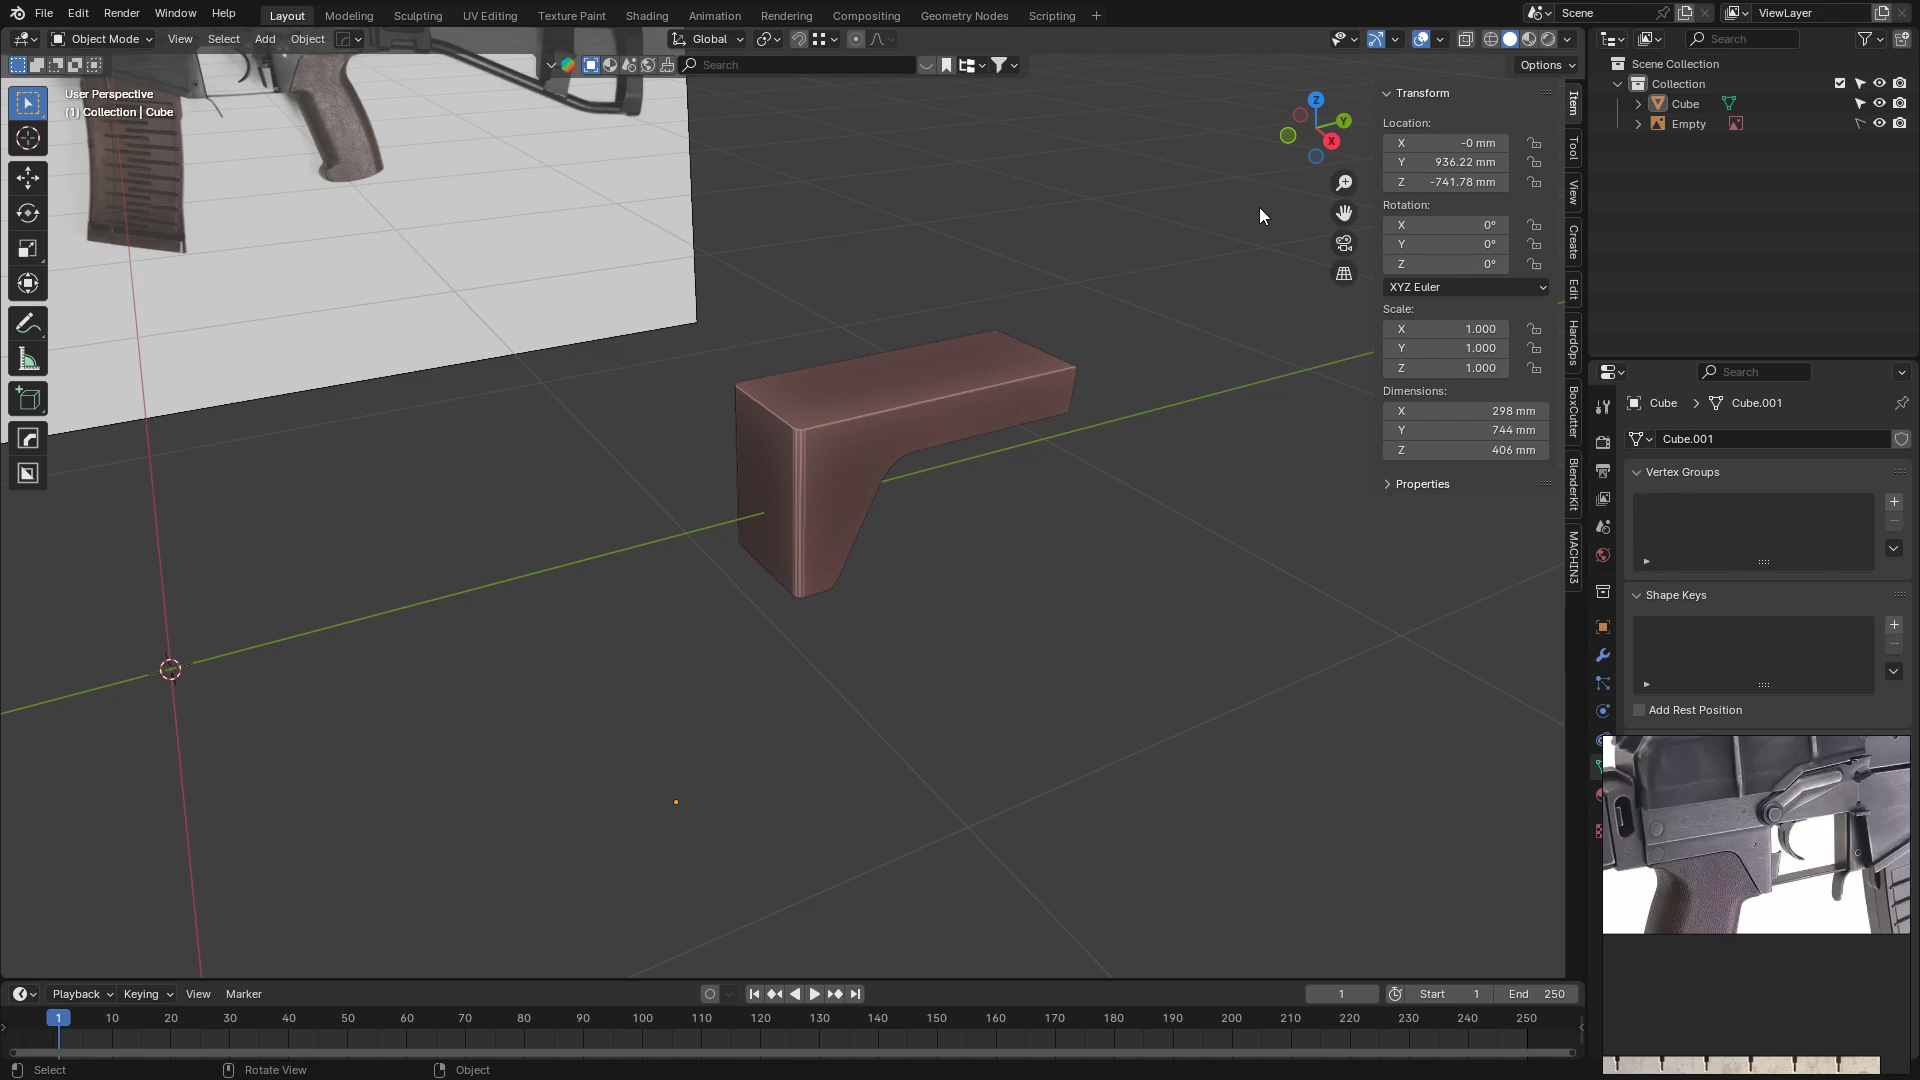 File Edit Render Window Help Layout Modeling Sculpting UV Editing Texture Paint Shading Animation Rendering Compositing Geometry Nodes Scripting + Scene ViewLayer
Object Mode View Select Add Object Global Search
Search Options
User Perspective
(1) Collection | Cube
Scene Collection
Collection
Cube
Empty
Z
Y
X
Transform
Location:
X -0 mm
Y 936.22 mm
Z -741.78 mm
Rotation:
X 0°
Y 0°
Z 0°
XYZ Euler
Scale:
X 1.000
Y 1.000
Z 1.000
Dimensions:
X 298 mm
Y 744 mm
Z 406 mm
Properties
Item
Tool
View
Create
Edit
HardOps
BoxCutter
BlenderKit
MACHIN3
Search
Cube Cube.001
Cube.001
Vertex Groups
Shape Keys
Add Rest Position
Playback Keying View Marker 1 Start 1 End 250
1 10 20 30 40 50 60 70 80 90 100 110 120 130 140 150 160 170 180 190 200 210 220 230 240 250
Select Rotate View Object